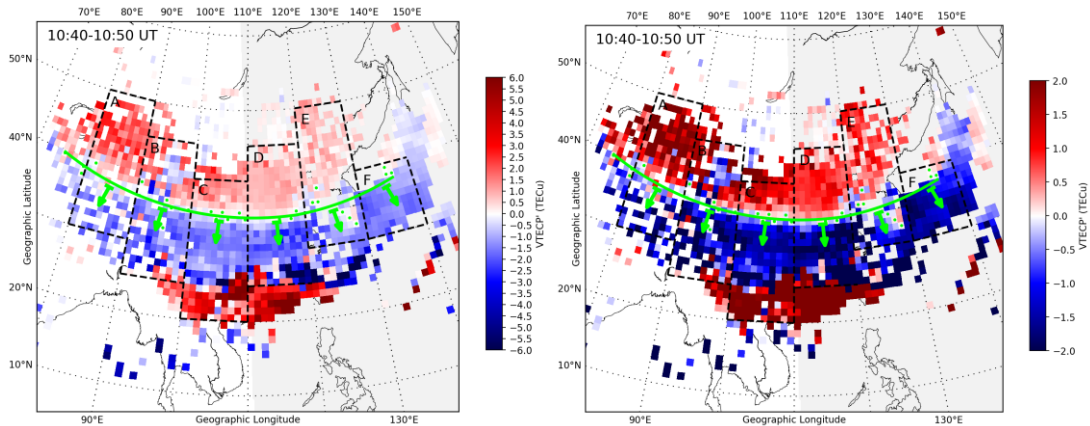 70°E 80°E 90°E 100°E 110°E 120°E 130°E 140°E 150°E
10:40-10:50 UT
50°N
40°N
20°N
10°N
Geographic Latitude
A
B
C
D
E
F
90°E
Geographic Longitude
130°E
6.0
5.5
5.0
4.5
4.0
3.5
3.0
2.5
2.0
1.5
1.0
0.5
0.0
−0.5
−1.0
−1.5
−2.0
−2.5
−3.0
−3.5
−4.0
−4.5
−5.0
−5.5
−6.0
VTECP' (TECu)
70°E 80°E 90°E 100°E 110°E 120°E 130°E 140°E 150°E
10:40-10:50 UT
50°N
40°N
20°N
10°N
Geographic Latitude
A
B
C
D
E
F
90°E
Geographic Longitude
130°E
2.0
1.5
1.0
0.5
0.0
−0.5
−1.0
−1.5
−2.0
VTECP' (TECu)